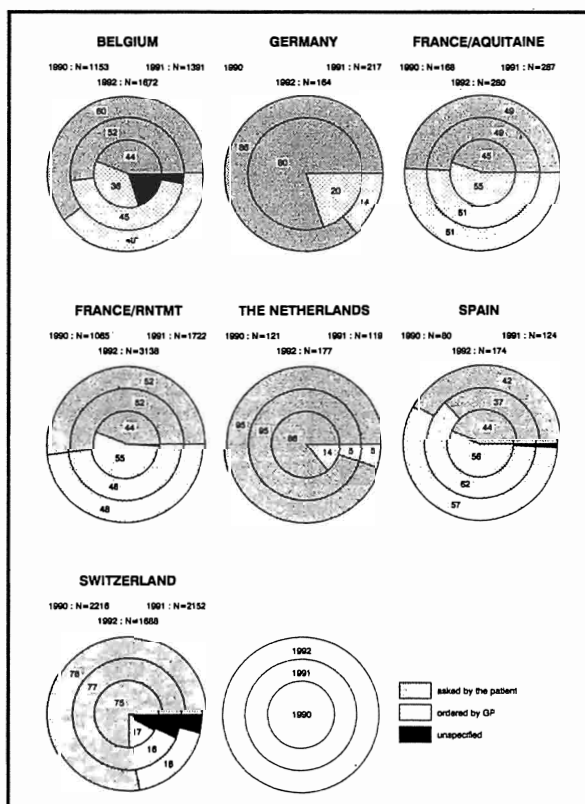 BELGIUM
1990 : N=1153 1991 : N=1391
1992 : N=1672
60
52
44
36
45
40
GERMANY
1990 1991 : N=217
1992 : N=164
86
80
20
14
FRANCE/AQUITAINE
1990 : N=168 1991 : N=287
1992 : N=280
49
49
45
55
51
51
FRANCE/RNTMT
1990 : N=1065 1991 : N=1722
1992 : N=3138
52
52
44
55
48
48
THE NETHERLANDS
1990 : N=121 1991 : N=119
1992 : N=177
95
95
86
14
5
5
SPAIN
1990 : N=80 1991 : N=124
1992 : N=174
42
37
44
56
62
57
SWITZERLAND
1990 : N=2216 1991 : N=2152
1992 : N=1688
78
77
75
17
16
18
1992
1991
1990
asked by the patient
ordered by GP
unspecified